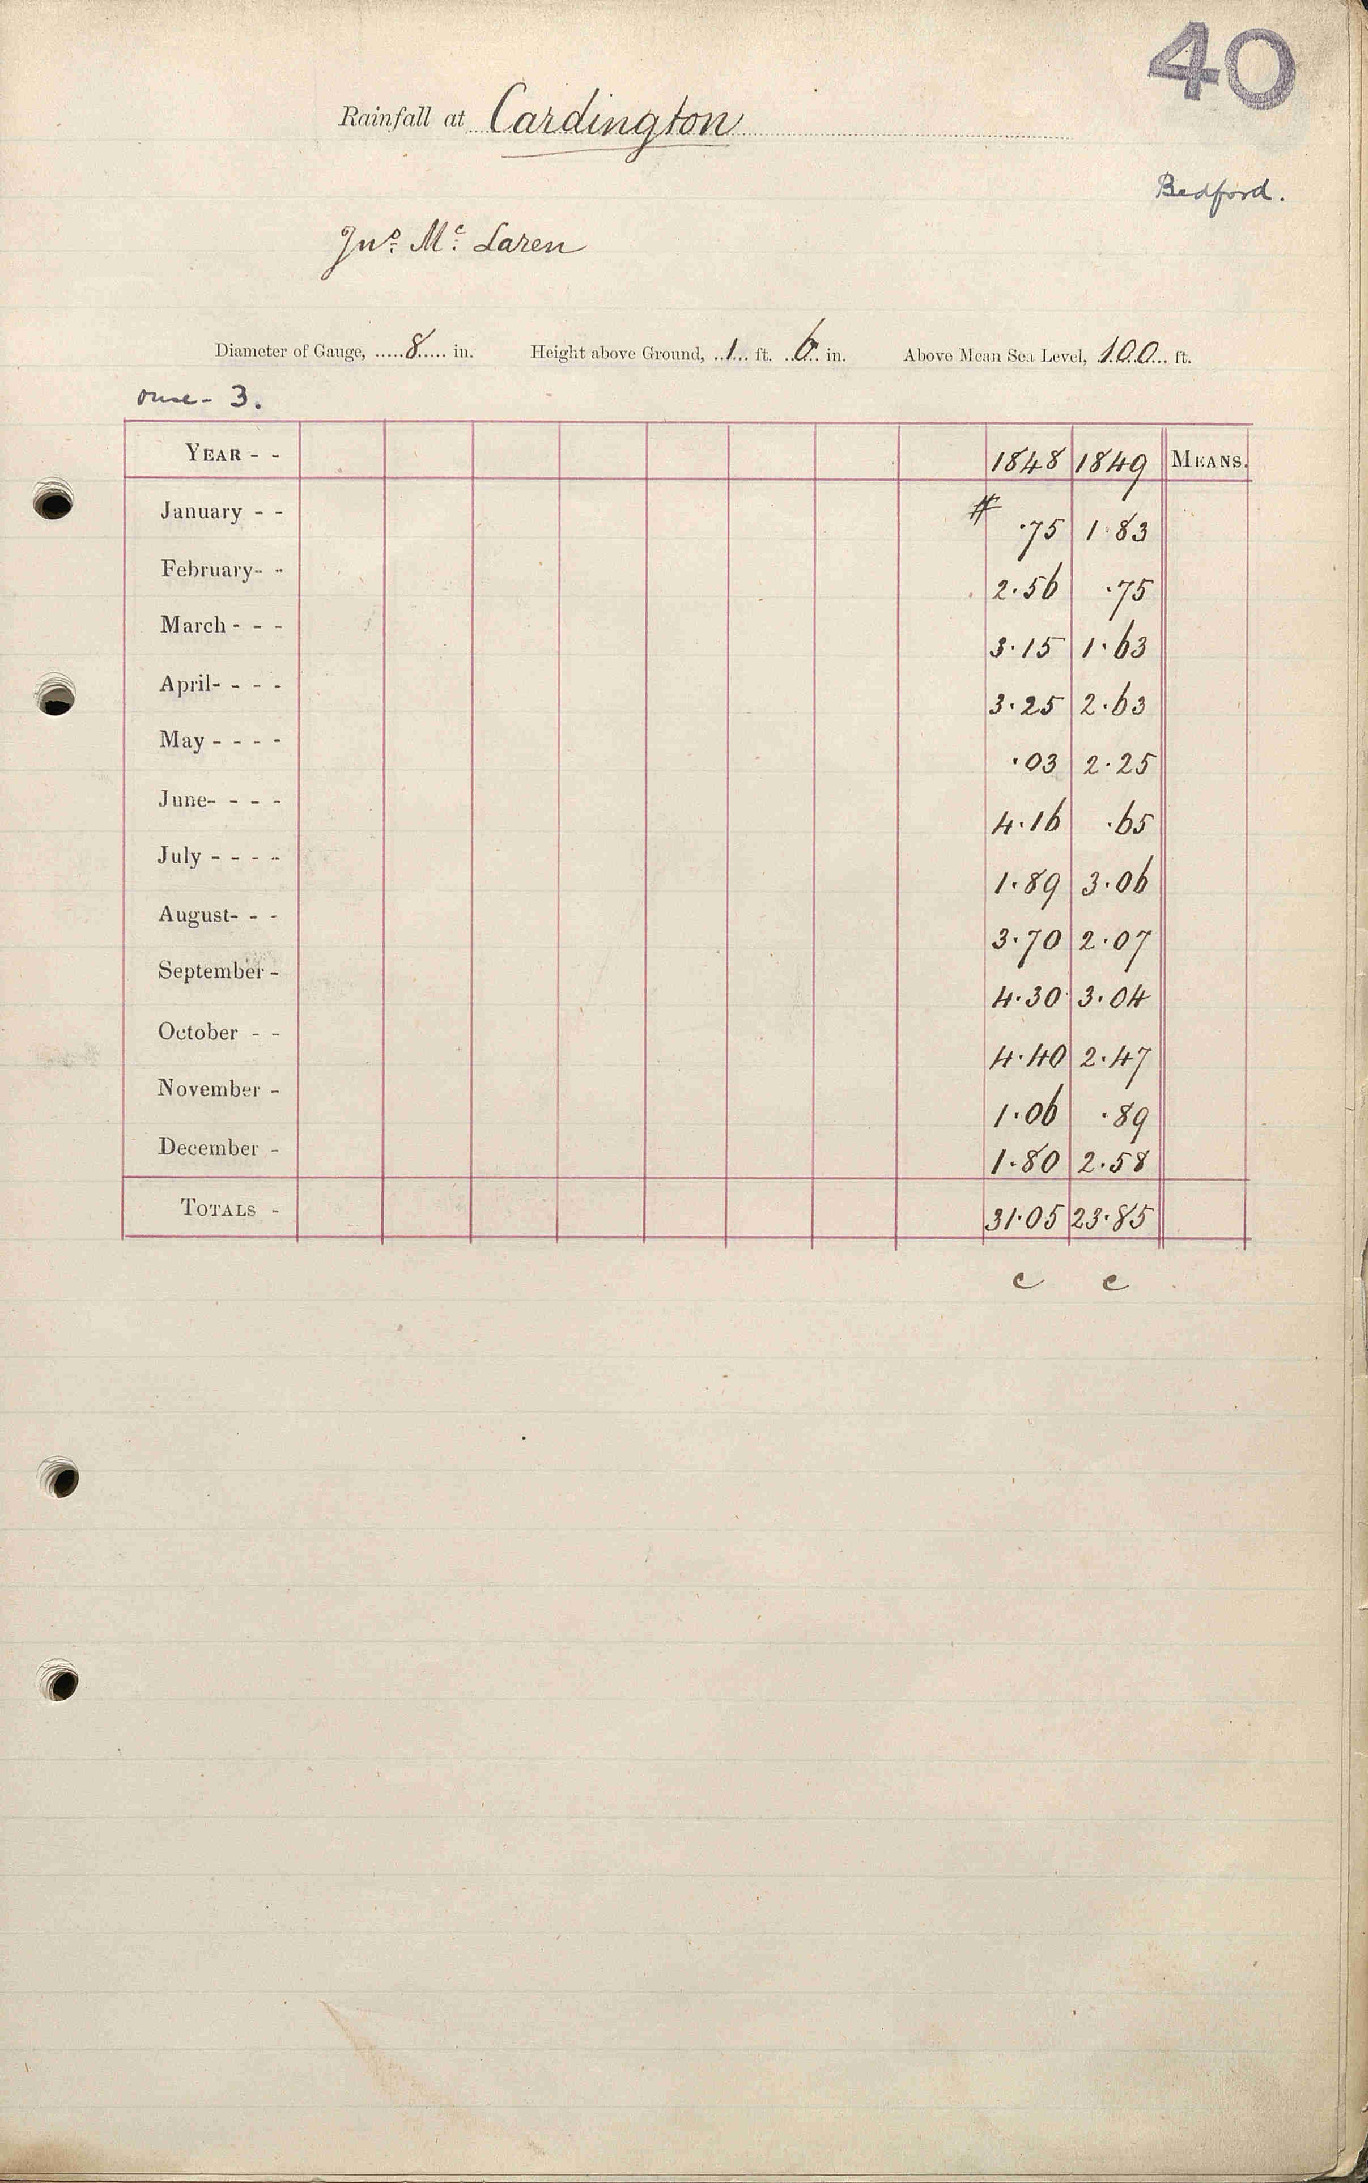 40
Rainfall at Cardington
Bedford.
Jno. Mc. Laren
Diameter of Gauge, .....8..... in. Height above Ground, ..1... ft. ..6.. in. Above Mean Sea Level, 100... ft.
Ouse - 3.
YEAR - - 1848 1849 MEANS.
January - - # .75 1.83
February- - 2.56 .75
March - - - 3.15 1.63
April- - - - 3.25 2.63
May - - - - .03 2.25
June- - - - 4.16 .65
July - - - - 1.89 3.06
August- - - 3.70 2.07
September - 4.30 3.04
October - - 4.40 2.47
November - 1.06 .89
December - 1.80 2.58
TOTALS - 31.05 23.85
c c